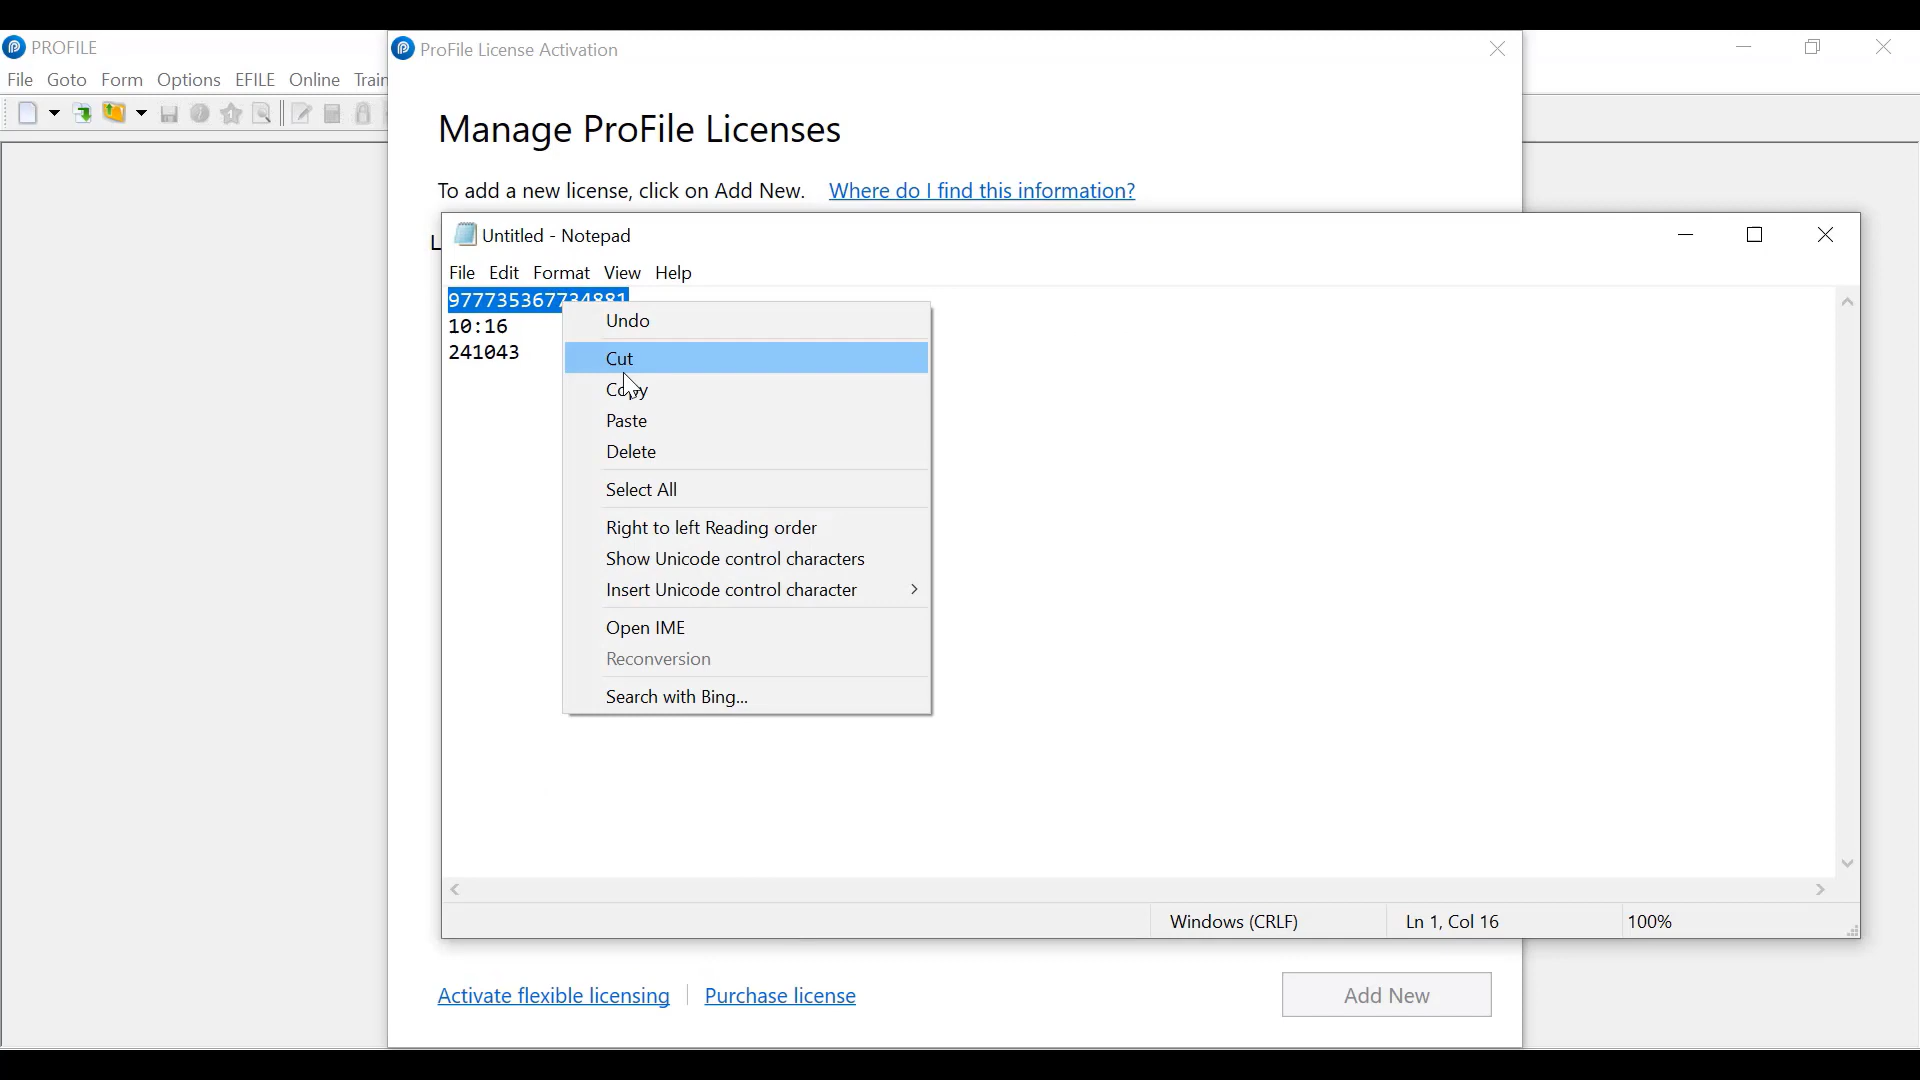 PROFILE
File Goto Form Options EFILE Online Train
ProFile License Activation
Manage ProFile Licenses
To add a new license, click on Add New. Where do I find this information?
L
Untitled - Notepad
File Edit Format View Help
977735367734881
10:16
241043
Undo
Cut
Copy
Paste
Delete
Select All
Right to left Reading order
Show Unicode control characters
Insert Unicode control character
Open IME
Reconversion
Search with Bing...
Windows (CRLF) Ln 1, Col 16 100%
Activate flexible licensing Purchase license Add New